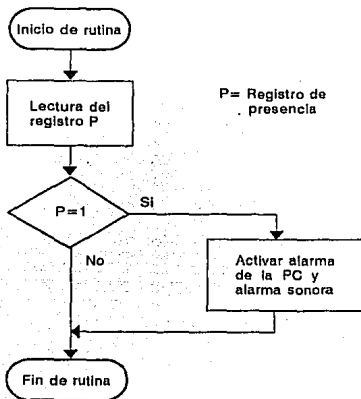 Inicio de rutina
Lectura del
registro P
P= Registro de
presencia
P=1
Si
No
Activar alarma
de la PC y
alarma sonora
Fin de rutina